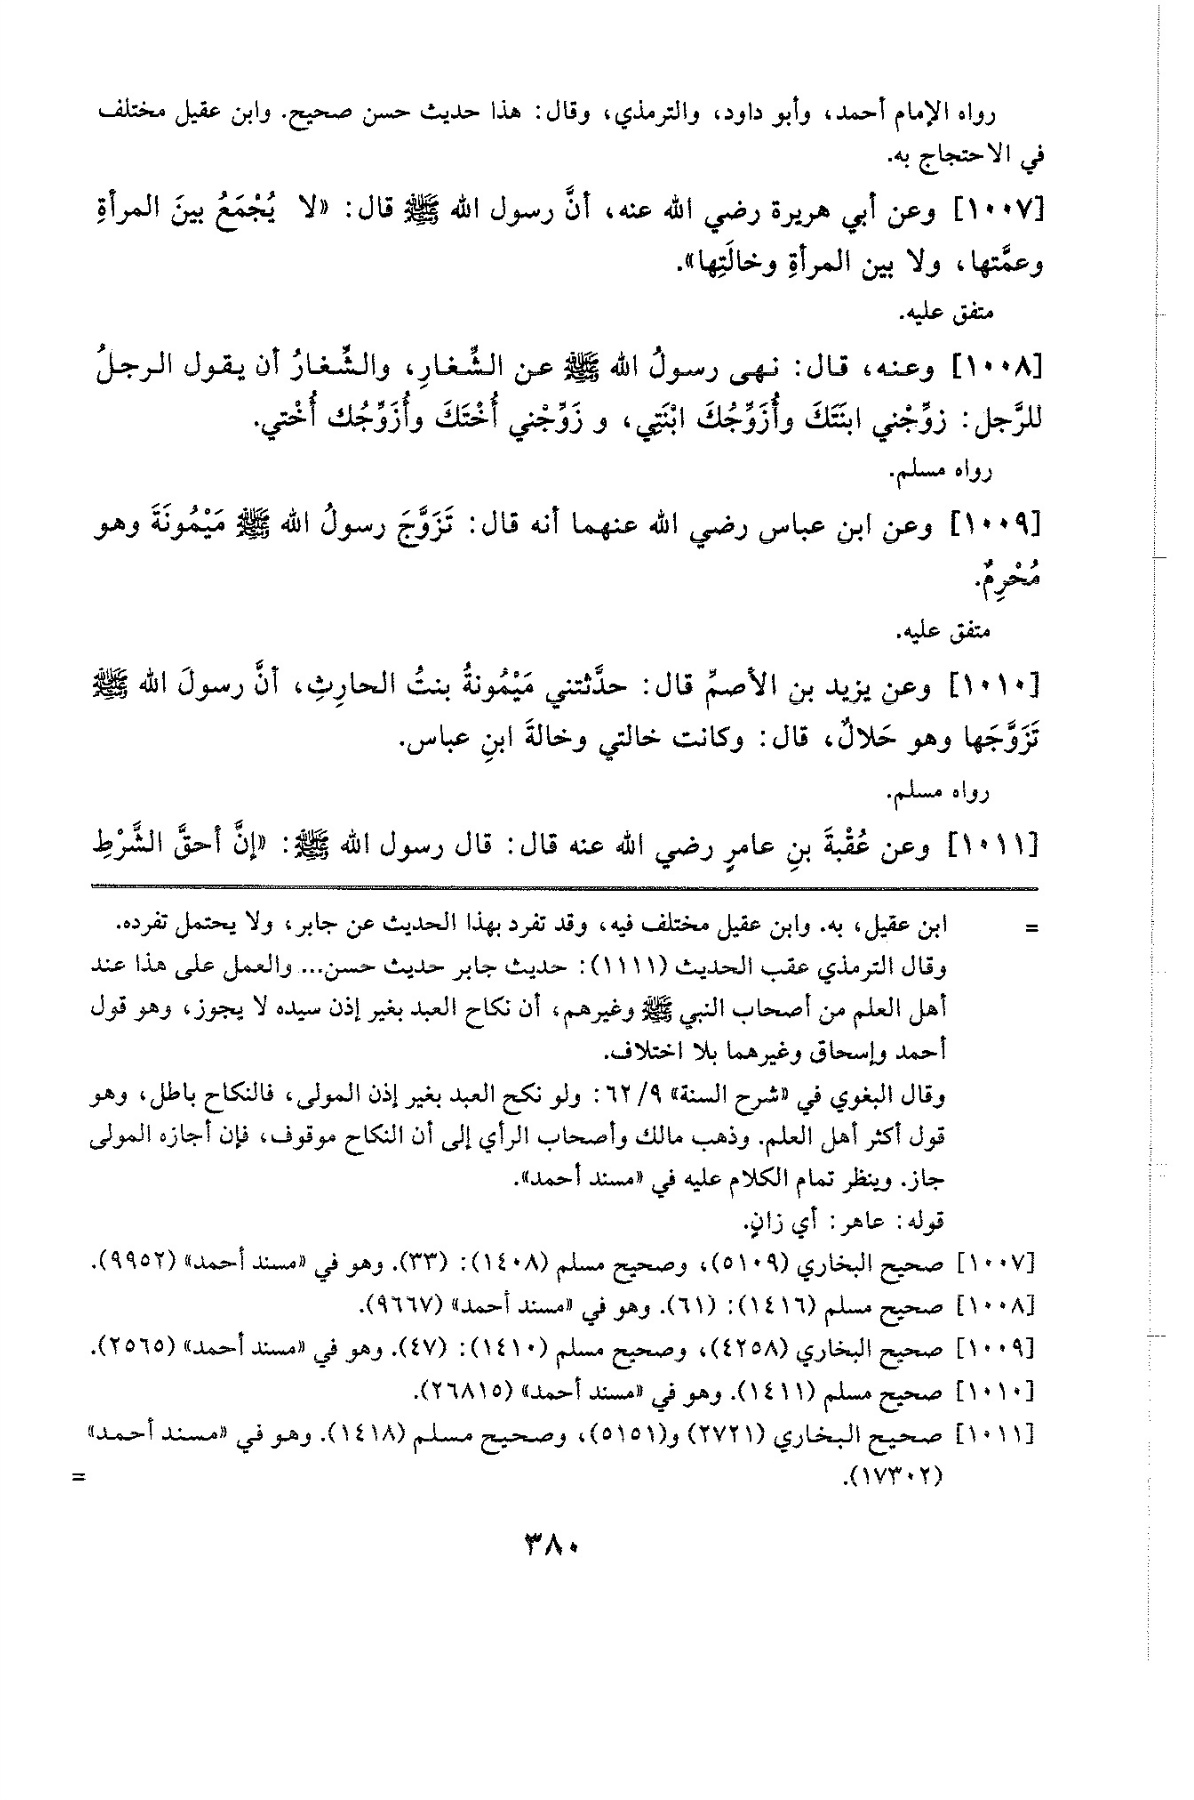 رواه الإمام أحمد، وأبو داود، والترمذي، وقال: هذا حديث حسن صحيح. وابن عقيل مختلف
في الاحتجاج به.
[١٠٠٧] وعن أبي هريرة رضي الله عنه، أنَّ رسول الله ﷺ قال: «لا يُجْمَعُ بينَ المرأةِ
وعمَّتها، ولا بين المرأةِ وخالَتِها».
متفق عليه.
[١٠٠٨] وعنه، قال: نهى رسولُ الله ﷺ عن الشِّغارِ، والشِّغارُ أن يقول الرجلُ
للرَّجل: زوِّجْني ابنَتَكَ وأُزَوِّجُكَ ابْنَتِي، و زَوِّجْني أُخْتَكَ وأُزَوِّجُك أُخْتي.
رواه مسلم.
[١٠٠٩] وعن ابن عباس رضي الله عنهما أنه قال: تَزَوَّجَ رسولُ الله ﷺ مَيْمُونَةَ وهو
مُحْرِمٌ.
متفق عليه.
[١٠١٠] وعن يزيد بن الأصمِّ قال: حدَّثتني مَيْمُونةُ بنتُ الحارِثِ، أنَّ رسولَ الله ﷺ
تَزَوَّجَها وهو حَلالٌ، قال: وكانت خالتي وخالةَ ابنِ عباس.
رواه مسلم.
[١٠١١] وعن عُقْبةَ بنِ عامرٍ رضي الله عنه قال: قال رسول الله ﷺ: «إنَّ أحقَّ الشَّرْطِ
= ابن عقيل، به. وابن عقيل مختلف فيه، وقد تفرد بهذا الحديث عن جابر، ولا يحتمل تفرده.
وقال الترمذي عقب الحديث (١١١١): حديث جابر حديث حسن... والعمل على هذا عند
أهل العلم من أصحاب النبي ﷺ وغيرهم، أن نكاح العبد بغير إذن سيده لا يجوز، وهو قول
أحمد وإسحاق وغيرهما بلا اختلاف.
وقال البغوي في «شرح السنة» ٩/ ٦٢: ولو نكح العبد بغير إذن المولى، فالنكاح باطل، وهو
قول أكثر أهل العلم. وذهب مالك وأصحاب الرأي إلى أن النكاح موقوف، فإن أجازه المولى
جاز. وينظر تمام الكلام عليه في «مسند أحمد».
قوله: عاهر: أي زانٍ.
[١٠٠٧] صحيح البخاري (٥١٠٩)، وصحيح مسلم (١٤٠٨): (٣٣). وهو في «مسند أحمد» (٩٩٥٢).
[١٠٠٨] صحيح مسلم (١٤١٦): (٦١). وهو في «مسند أحمد» (٩٦٦٧).
[١٠٠٩] صحيح البخاري (٤٢٥٨)، وصحيح مسلم (١٤١٠): (٤٧). وهو في «مسند أحمد» (٢٥٦٥).
[١٠١٠] صحيح مسلم (١٤١١). وهو في «مسند أحمد» (٢٦٨١٥).
[١٠١١] صحيح البخاري (٢٧٢١) و(٥١٥١)، وصحيح مسلم (١٤١٨). وهو في «مسند أحمد»
(١٧٣٠٢). =
٣٨٠